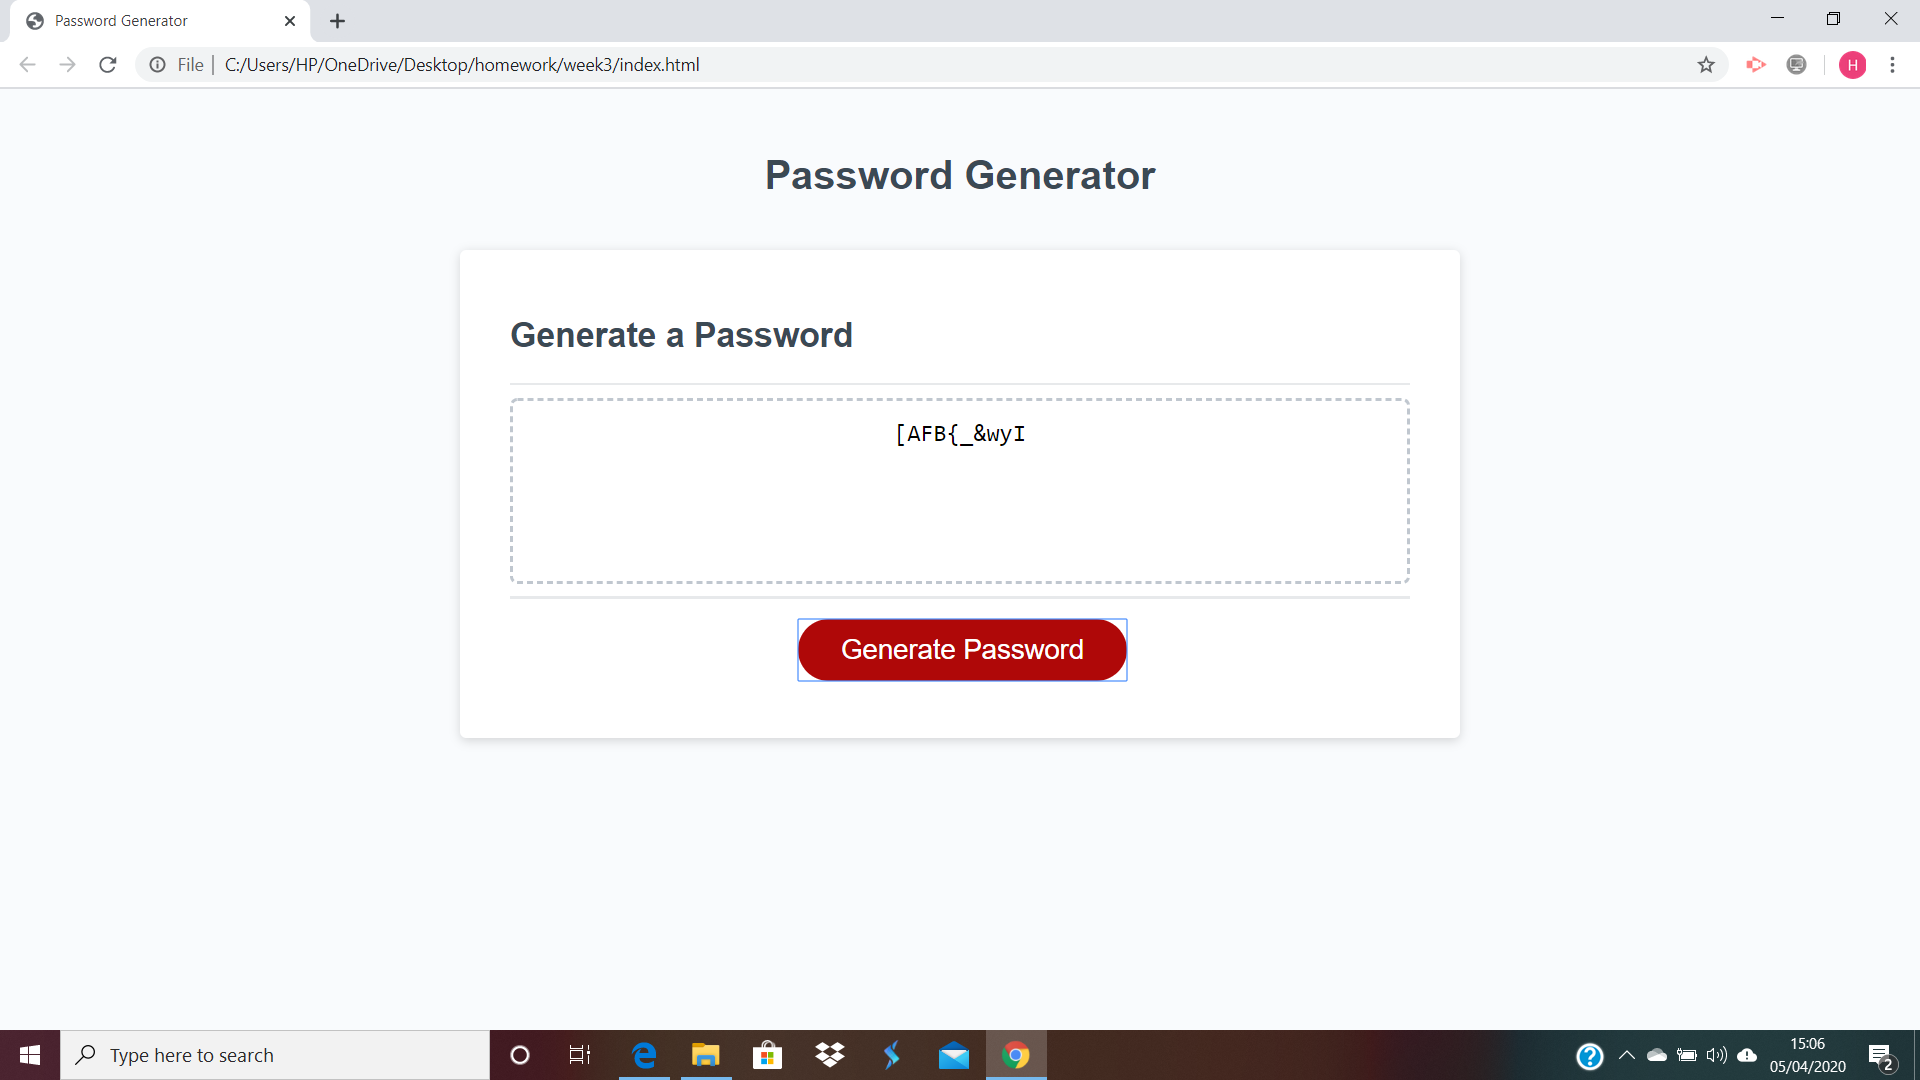 Password Generator
File
C:/Users/HP/OneDrive/Desktop/homework/week3/index.html
H
Password Generator
Generate a Password
[AFB{_&wyI
Generate Password
Type here to search
15:06
05/04/2020
2